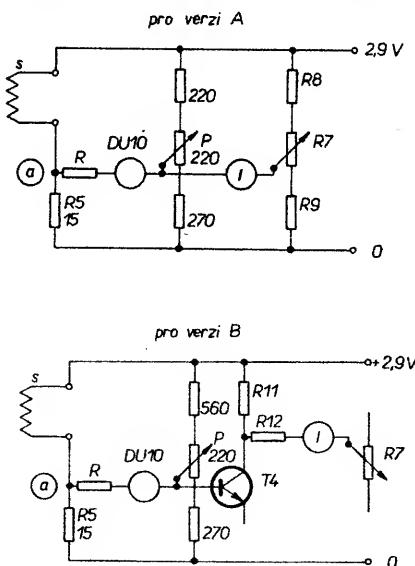 pro verzi A
s
2,9 V
220
R8
a
R
DU10
P
220
I
R7
R5
15
270
R9
0
pro verzi B
s
+2,9V
560
R11
R12
I
a
R
DU10
P
220
T4
R7
R5
15
270
0